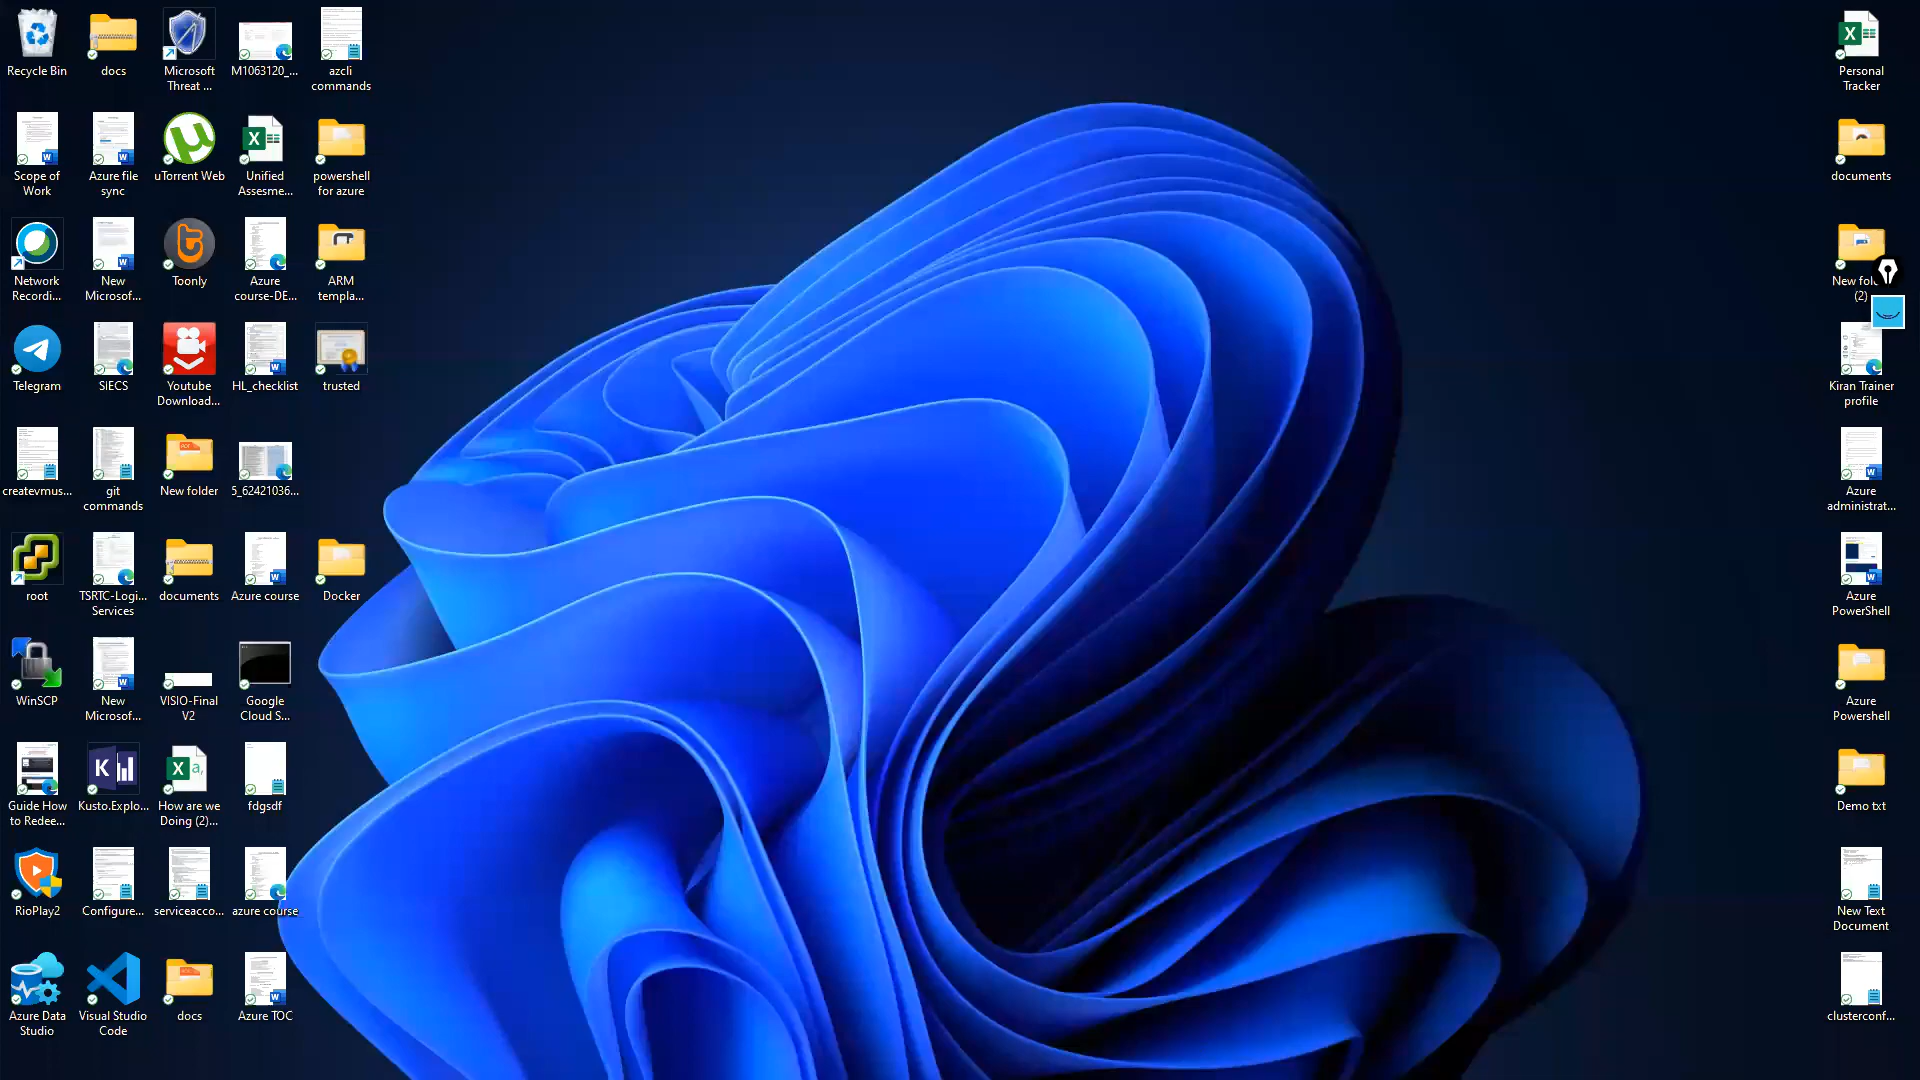 Recycle Bin
docs
Microsoft
Threat ...
M1063120_...
azcli
commands
Scope of
Work
Azure file
sync
uTorrent Web
Unified
Assesme...
powershell
for azure
Network
Recordi...
New
Microsof...
Toonly
Azure
course-DE...
ARM
templa...
Telegram
SIECS
Youtube
Download...
HL_checklist
trusted
createvmus...
git
commands
New folder
5_62421036...
root
TSRTC-Logi...
Services
documents
Azure course
Docker
WinSCP
New
Microsof...
VISIO-Final
V2
Google
Cloud S...
Guide How
to Redee...
Kusto.Explo...
How are we
Doing (2)...
fdgsdf
RioPlay2
Configure...
serviceacco...
azure course
Azure Data
Studio
Visual Studio
Code
docs
Azure TOC
Personal
Tracker
documents
New fol
(2)
Kiran Trainer
profile
Azure
administrat...
Azure
PowerShell
Azure
Powershell
Demo txt
New Text
Document
clusterconf...